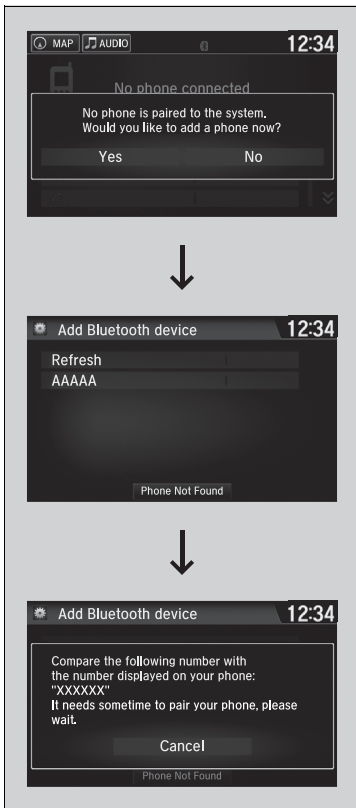 MAP AUDIO 12:34
No phone connected
No phone is paired to the system.
Would you like to add a phone now?
Yes No
Add Bluetooth device 12:34
Refresh
AAAAA
Phone Not Found
Add Bluetooth device 12:34
Compare the following number with
the number displayed on your phone:
"XXXXXX"
It needs sometime to pair your phone, please
wait.
Cancel
Phone Not Found